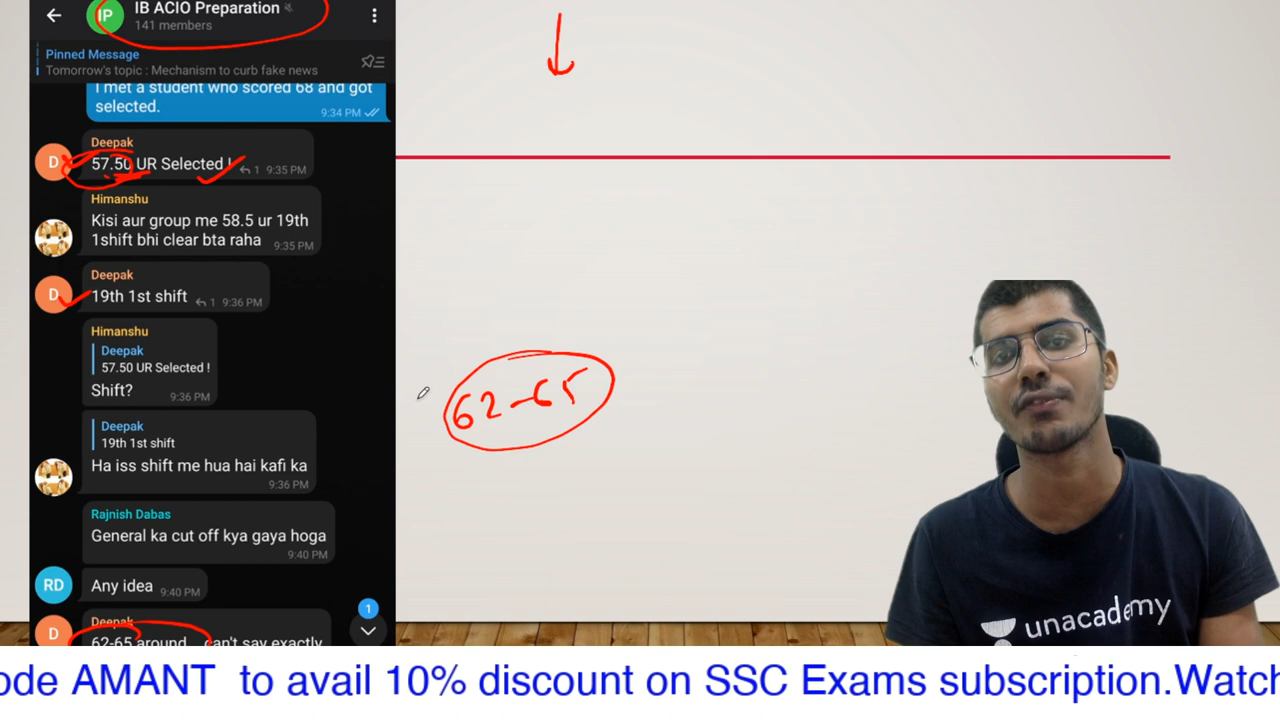 IB ACIO Preparation
141 members
Pinned Message
Tomorrow's topic : Mechanism to curb fake news
I met a student who scored 68 and got
selected.
9:34 PM
Deepak
D
57.50 UR Selected !
1 9:35 PM
Himanshu
Kisi aur group me 58.5 ur 19th
1shift bhi clear bta raha
9:35 PM
Deepak
D
19th 1st shift
1 9:36 PM
Himanshu
Deepak
57.50 UR Selected !
Shift?
9:36 PM
Deepak
19th 1st shift
Ha iss shift me hua hai kafi ka
9:36 PM
Rajnish Dabas
General ka cut off kya gaya hoga
9:40 PM
RD
Any idea
9:40 PM
1
Deepak
D
62-65 around can't say exactly
62-65
unacademy
ode AMANT to avail 10% discount on SSC Exams subscription.Watch